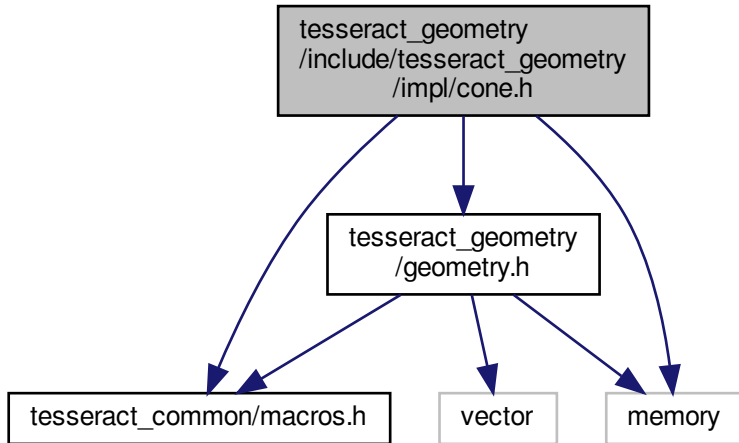 tesseract_geometry
/include/tesseract_geometry
/impl/cone.h
tesseract_geometry
/geometry.h
tesseract_common/macros.h
vector
memory